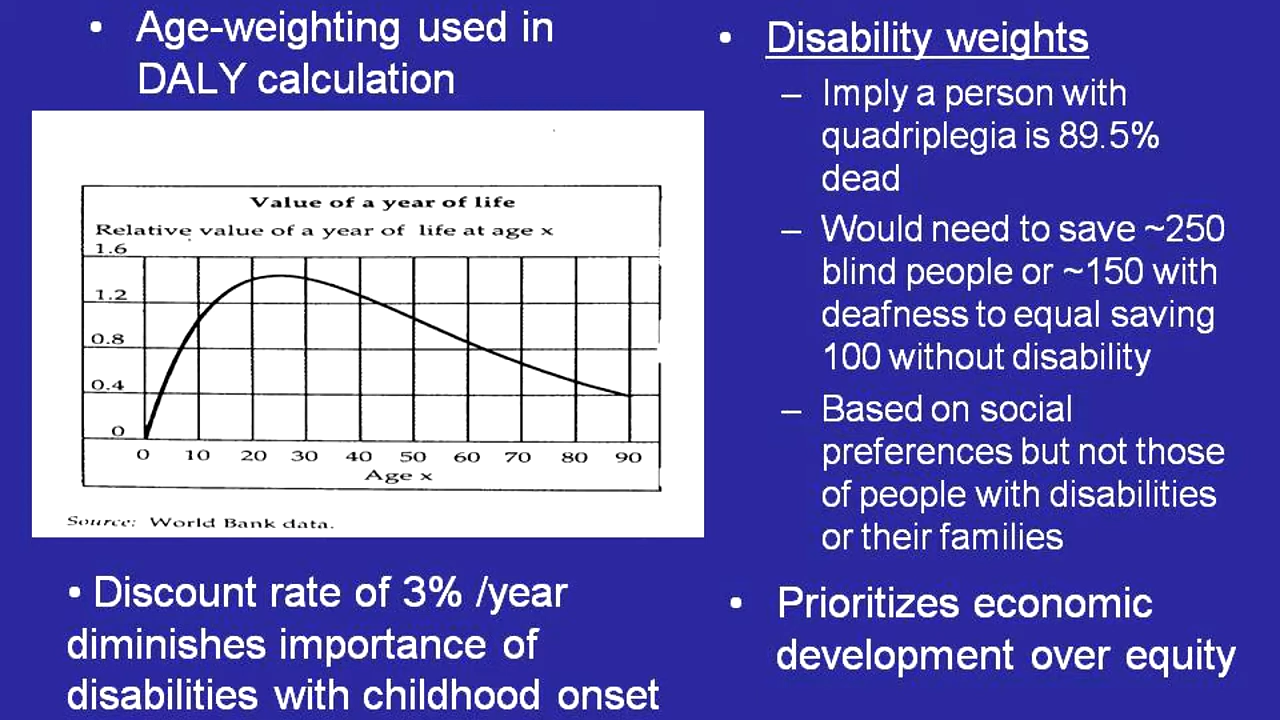 • Age-weighting used in
DALY calculation
Value of a year of life
Relative value of a year of life at age x
1.6
1.2
0.8
0.4
0
0 10 20 30 40 50 60 70 80 90
Age x
Source: World Bank data.
• Discount rate of 3% /year
diminishes importance of
disabilities with childhood onset
• Disability weights
– Imply a person with
quadriplegia is 89.5%
dead
– Would need to save ~250
blind people or ~150 with
deafness to equal saving
100 without disability
– Based on social
preferences but not those
of people with disabilities
or their families
• Prioritizes economic
development over equity